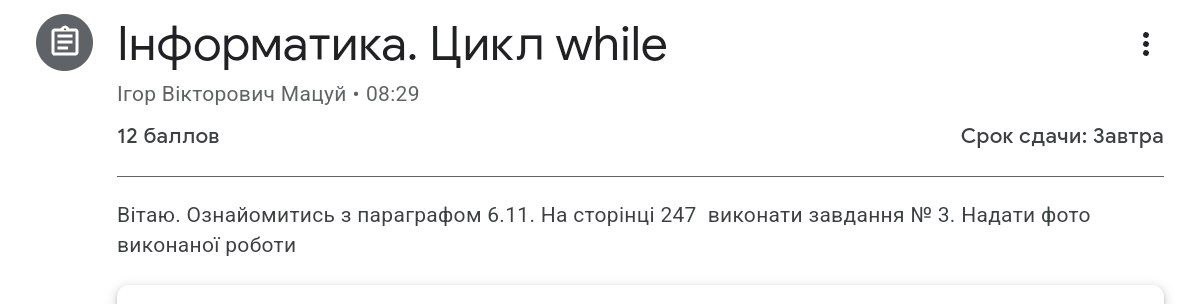 Інформатика. Цикл while
Ігор Вікторович Мацуй • 08:29
12 баллов
Срок сдачи: Завтра
Вітаю. Ознайомитись з параграфом 6.11. На сторінці 247 виконати завдання № 3. Надати фото
виконаної роботи